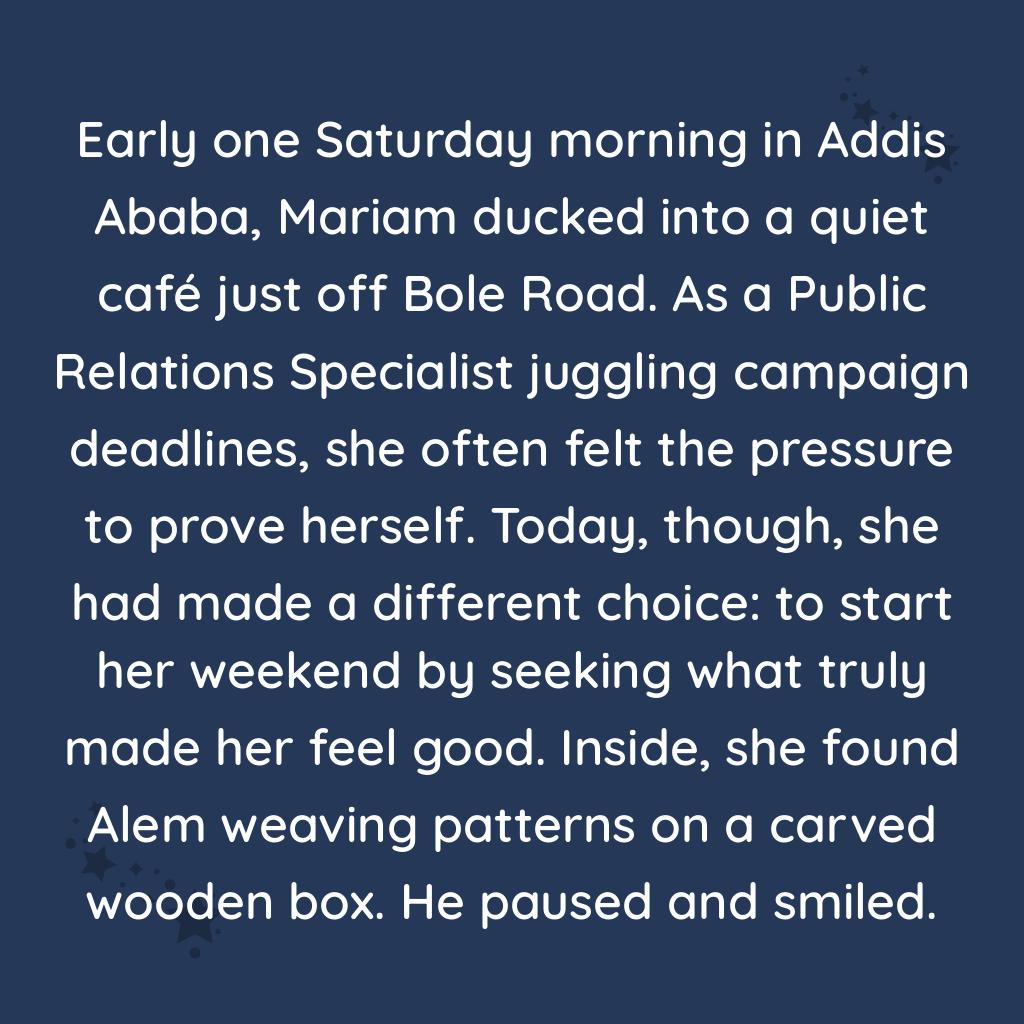 Early one Saturday morning in Addis
Ababa, Mariam ducked into a quiet
café just off Bole Road. As a Public
Relations Specialist juggling campaign
deadlines, she often felt the pressure
to prove herself. Today, though, she
had made a different choice: to start
her weekend by seeking what truly
made her feel good. Inside, she found
Alem weaving patterns on a carved
wooden box. He paused and smiled.